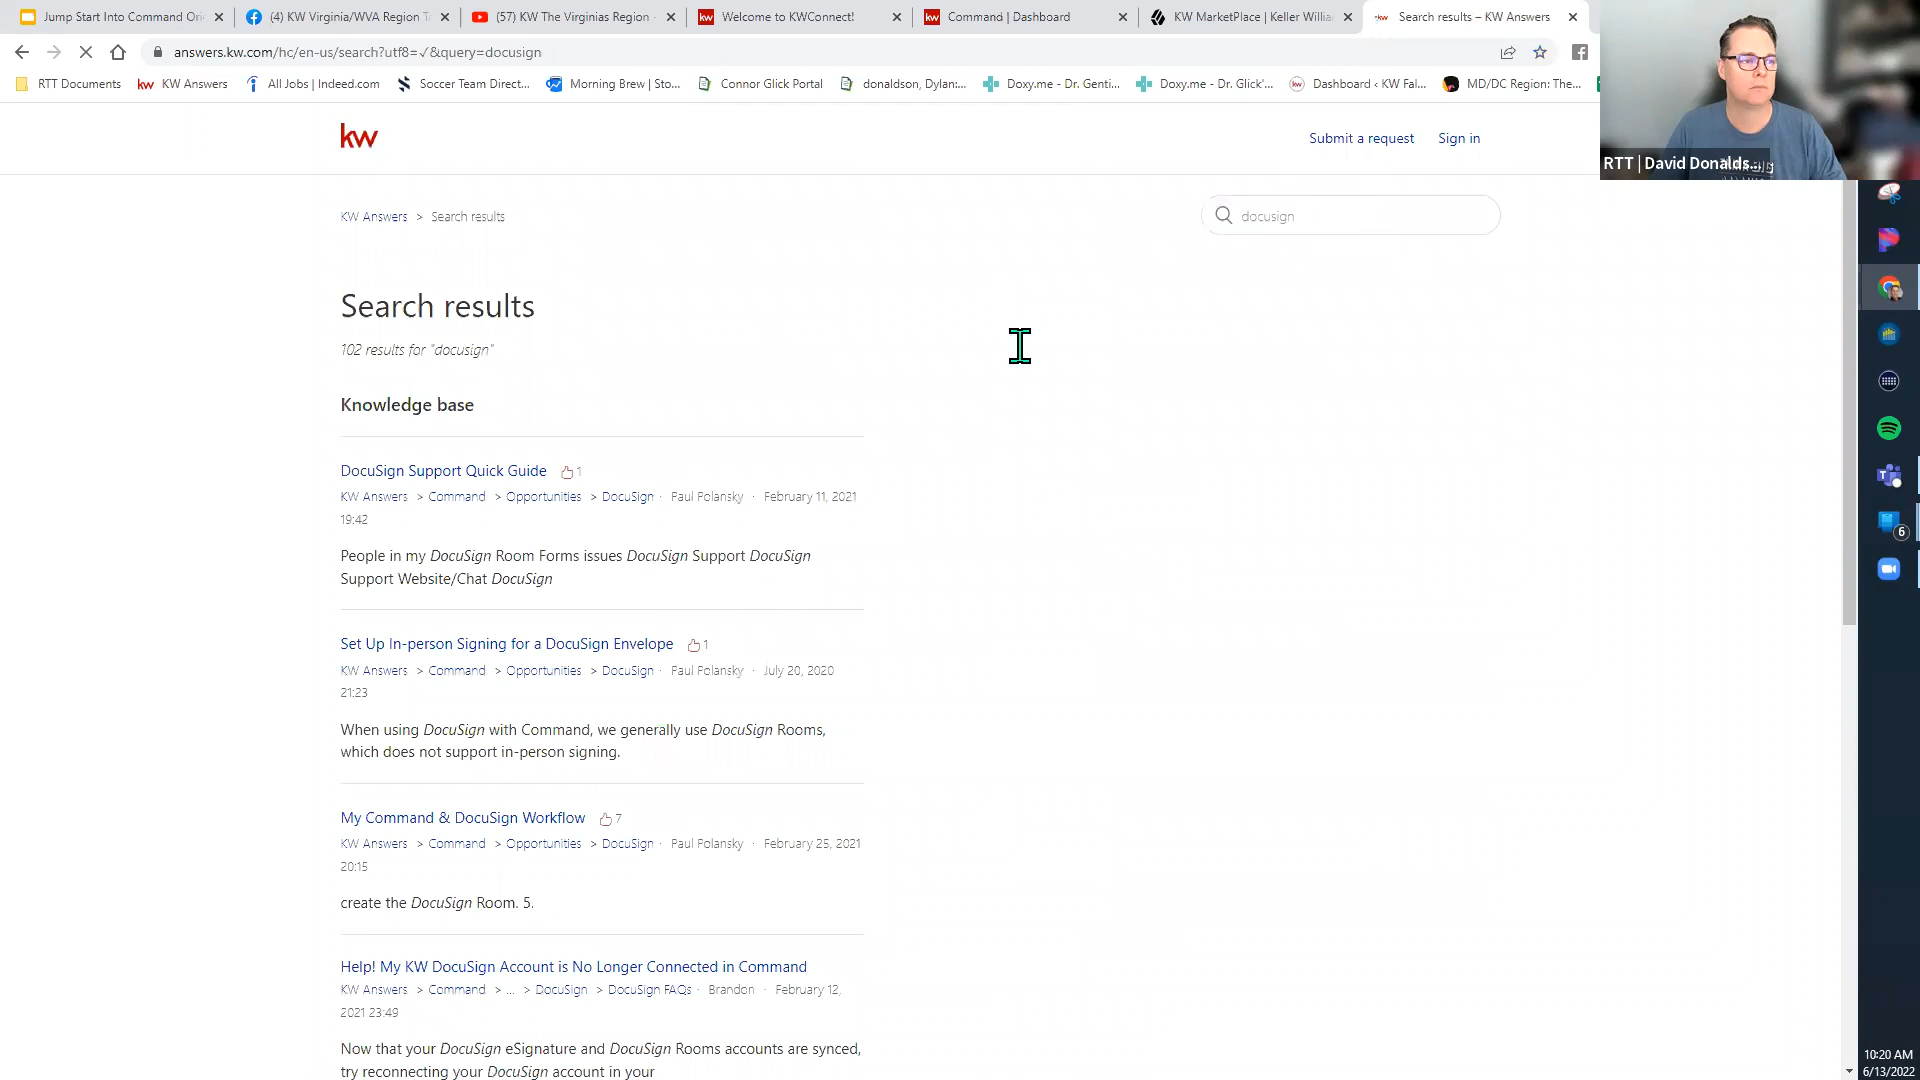 Jump Start Into Command Ori
(4) KW Virginia/WVA Region T
(57) KW The Virginias Region
kw Welcome to KWConnect!
kw Command | Dashboard
KW MarketPlace | Keller Willia
kw Search results – KW Answers
answers.kw.com/hc/en-us/search?utf8=✓&query=docusign
RTT Documents
kw KW Answers
All Jobs | Indeed.com
Soccer Team Direct...
Morning Brew | Sto...
Connor Glick Portal
donaldson, Dylan:...
Doxy.me - Dr. Genti...
Doxy.me - Dr. Glick'...
Dashboard ‹ KW Fal...
MD/DC Region: The...
RTT | David Donalds...
kw
Submit a request
Sign in
KW Answers > Search results
docusign
Search results
102 results for "docusign"
Knowledge base
DocuSign Support Quick Guide 1
KW Answers > Command > Opportunities > DocuSign · Paul Polansky · February 11, 2021
19:42
People in my DocuSign Room Forms issues DocuSign Support DocuSign
Support Website/Chat DocuSign
Set Up In-person Signing for a DocuSign Envelope 1
KW Answers > Command > Opportunities > DocuSign · Paul Polansky · July 20, 2020
21:23
When using DocuSign with Command, we generally use DocuSign Rooms,
which does not support in-person signing.
My Command & DocuSign Workflow 7
KW Answers > Command > Opportunities > DocuSign · Paul Polansky · February 25, 2021
20:15
create the DocuSign Room. 5.
Help! My KW DocuSign Account is No Longer Connected in Command
KW Answers > Command > ... > DocuSign > DocuSign FAQs · Brandon · February 12,
2021 23:49
Now that your DocuSign eSignature and DocuSign Rooms accounts are synced,
try reconnecting your DocuSign account in your
6
10:20 AM
6/13/2022